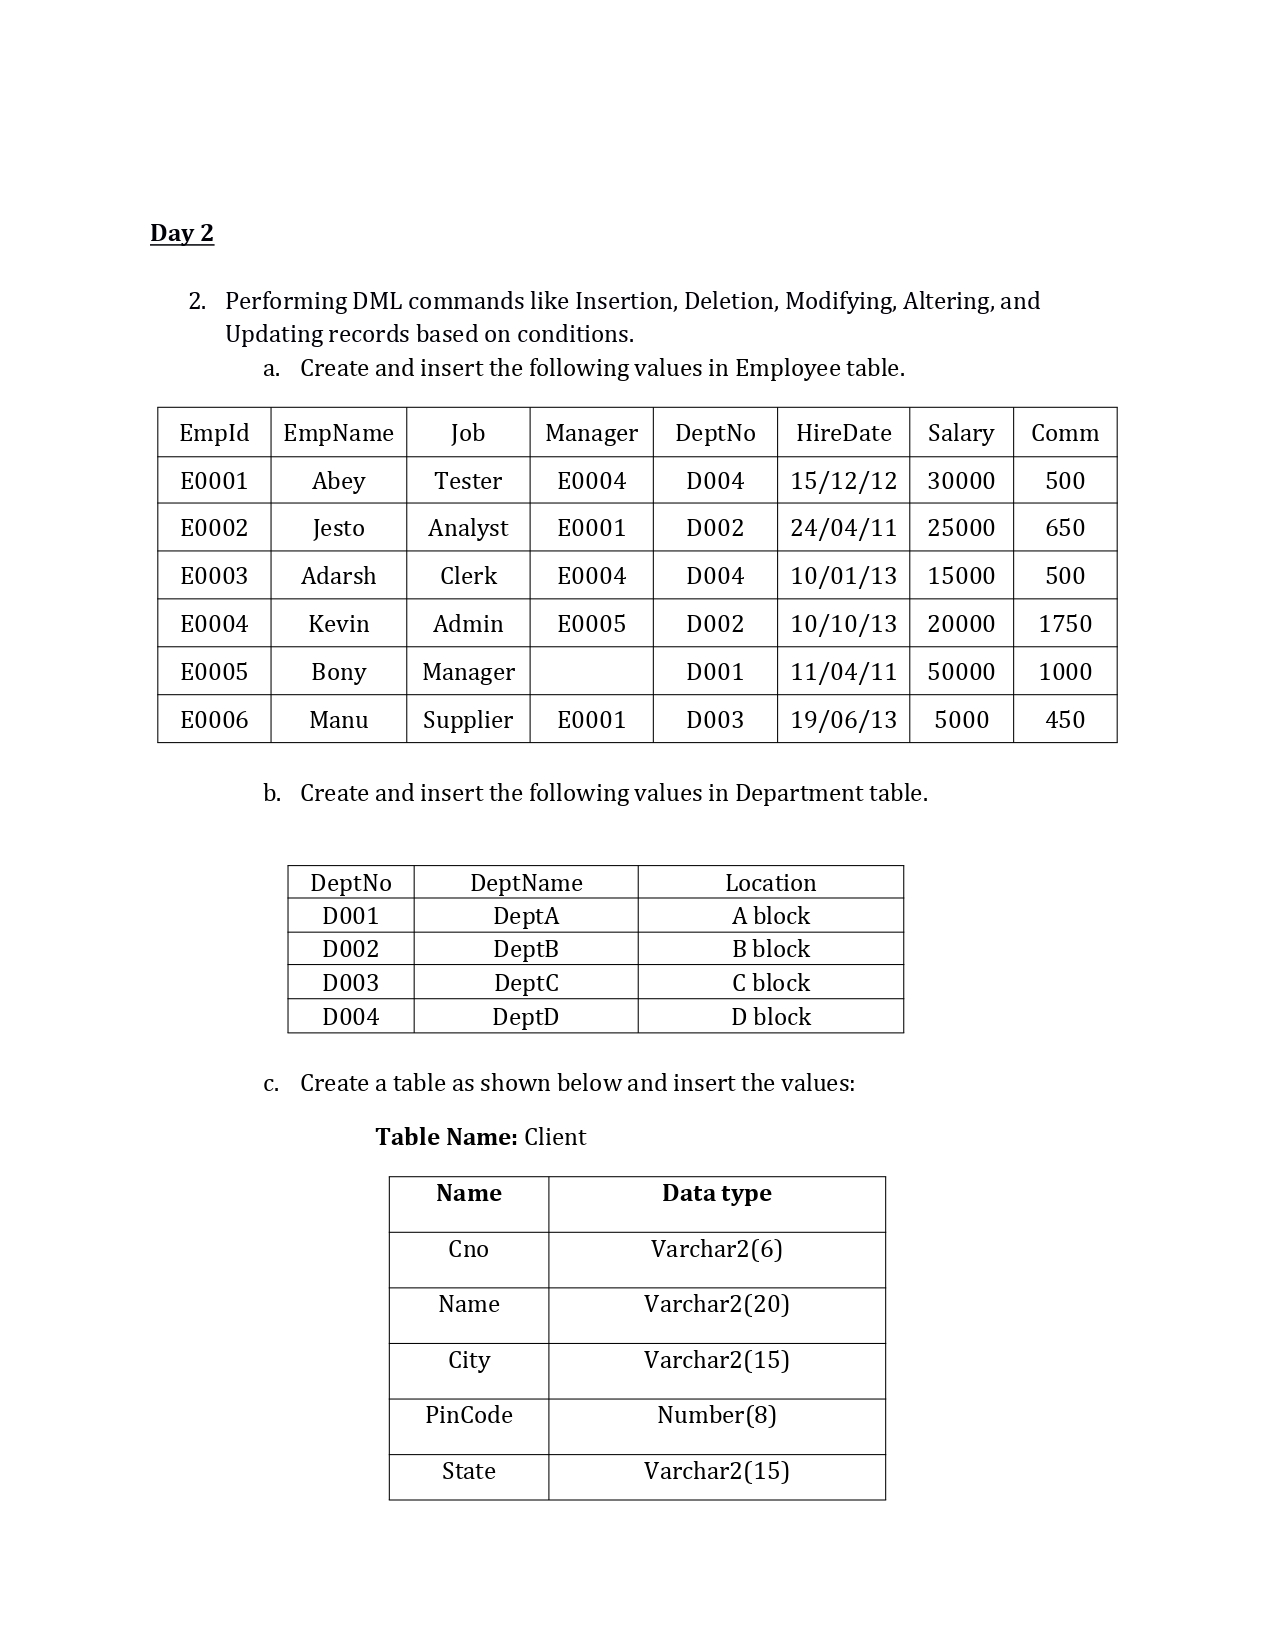 Day 2
2. Performing DML commands like Insertion, Deletion, Modifying, Altering, and
Updating records based on conditions.
a. Create and insert the following values in Employee table.
EmpId EmpName Job Manager DeptNo HireDate Salary Comm
E0001 Abey Tester E0004 D004 15/12/12 30000 500
E0002 Jesto Analyst E0001 D002 24/04/11 25000 650
E0003 Adarsh Clerk E0004 D004 10/01/13 15000 500
E0004 Kevin Admin E0005 D002 10/10/13 20000 1750
E0005 Bony Manager D001 11/04/11 50000 1000
E0006 Manu Supplier E0001 D003 19/06/13 5000 450
b. Create and insert the following values in Department table.
DeptNo DeptName Location
D001 DeptA A block
D002 DeptB B block
D003 DeptC C block
D004 DeptD D block
c. Create a table as shown below and insert the values:
Table Name: Client
Name Data type
Cno Varchar2(6)
Name Varchar2(20)
City Varchar2(15)
PinCode Number(8)
State Varchar2(15)